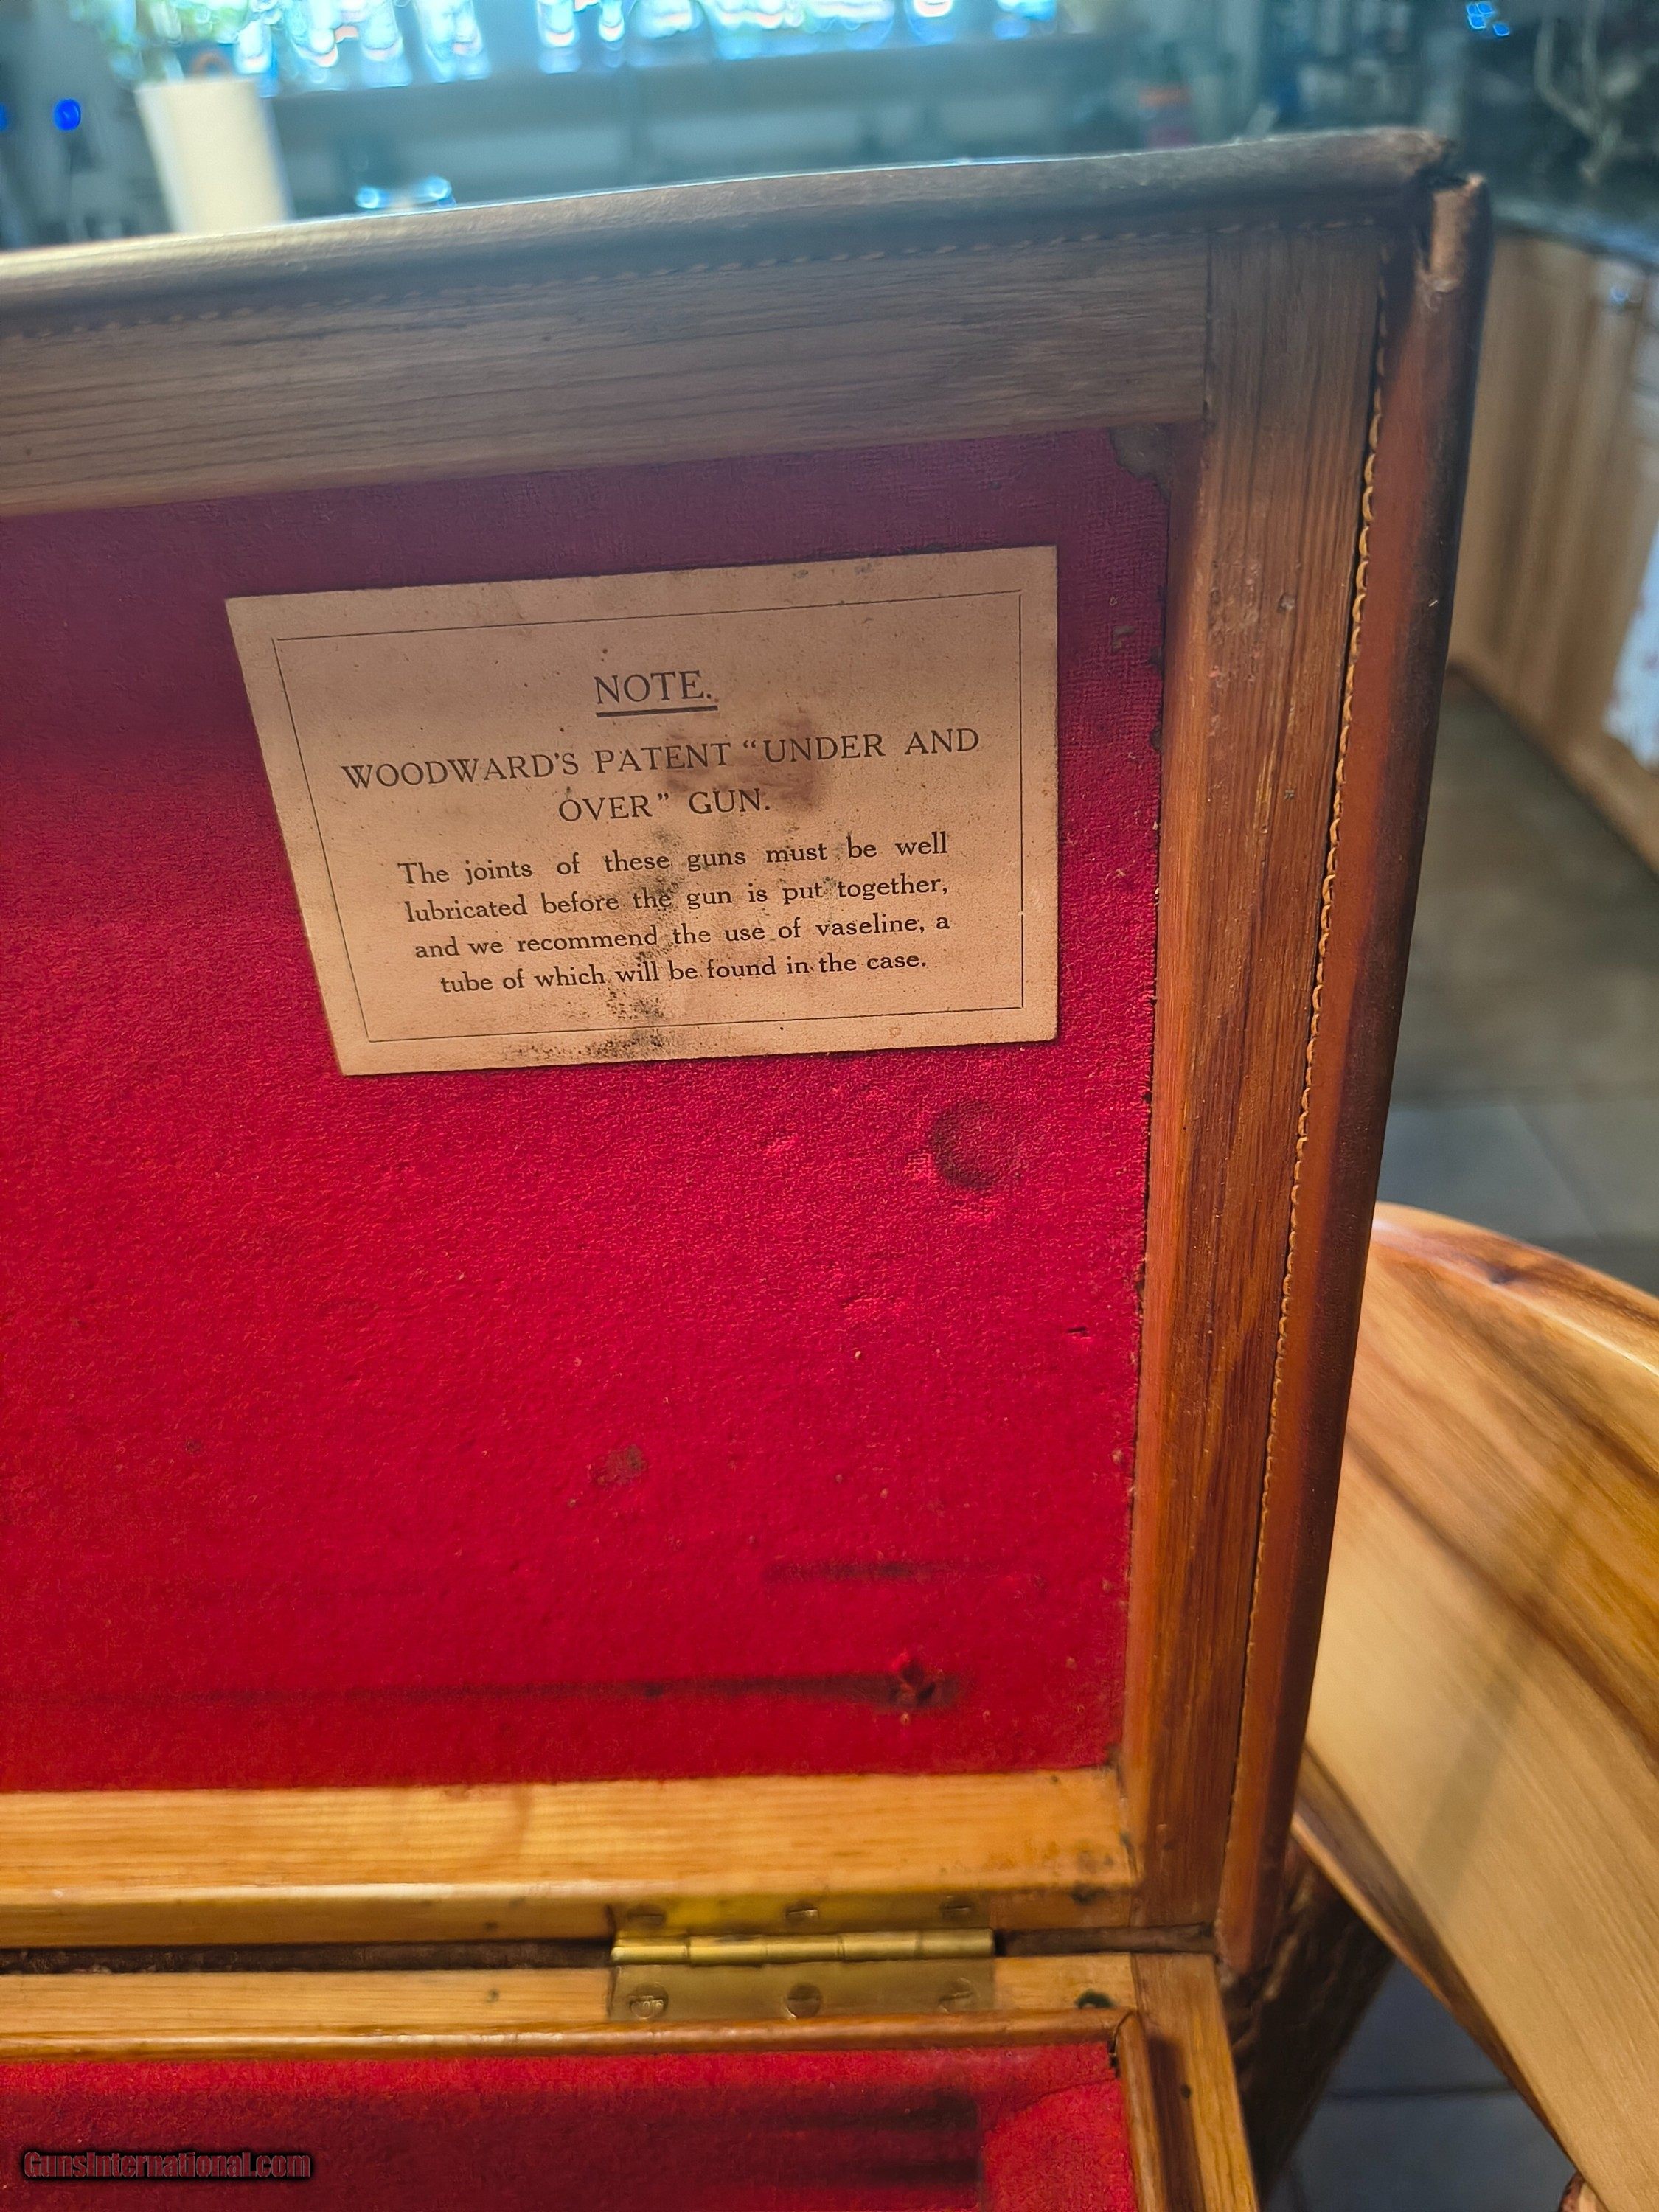 NOTE.
WOODWARD'S PATENT "UNDER AND
OVER" GUN.
The joints of these guns must be well
lubricated before the gun is put together,
and we recommend the use of vaseline, a
tube of which will be found in the case.
GunsInternational.com